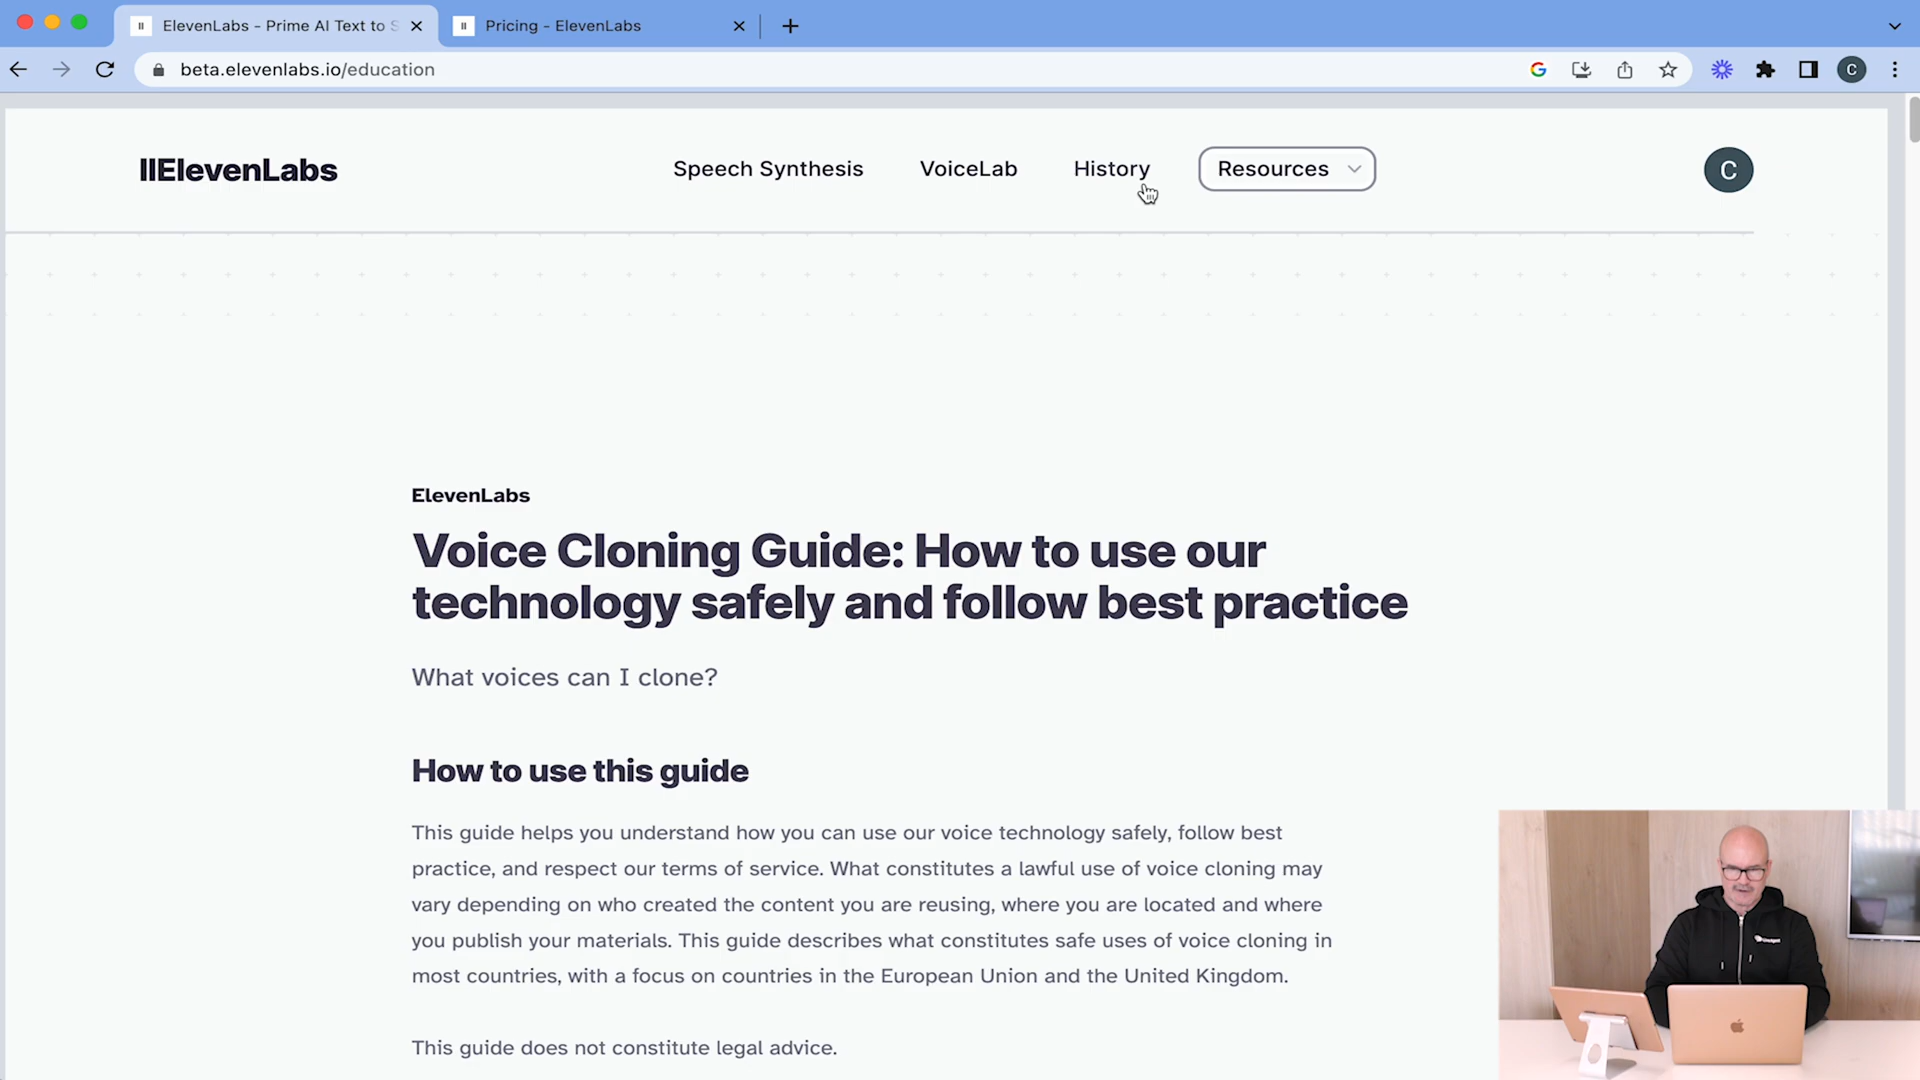 ElevenLabs - Prime AI Text to S
Pricing - ElevenLabs
beta.elevenlabs.io/education
C
IIElevenLabs
Speech Synthesis
VoiceLab
History
Resources
C
ElevenLabs
Voice Cloning Guide: How to use our
technology safely and follow best practice
What voices can I clone?
How to use this guide
This guide helps you understand how you can use our voice technology safely, follow best
practice, and respect our terms of service. What constitutes a lawful use of voice cloning may
vary depending on who created the content you are reusing, where you are located and where
you publish your materials. This guide describes what constitutes safe uses of voice cloning in
most countries, with a focus on countries in the European Union and the United Kingdom.
This guide does not constitute legal advice.